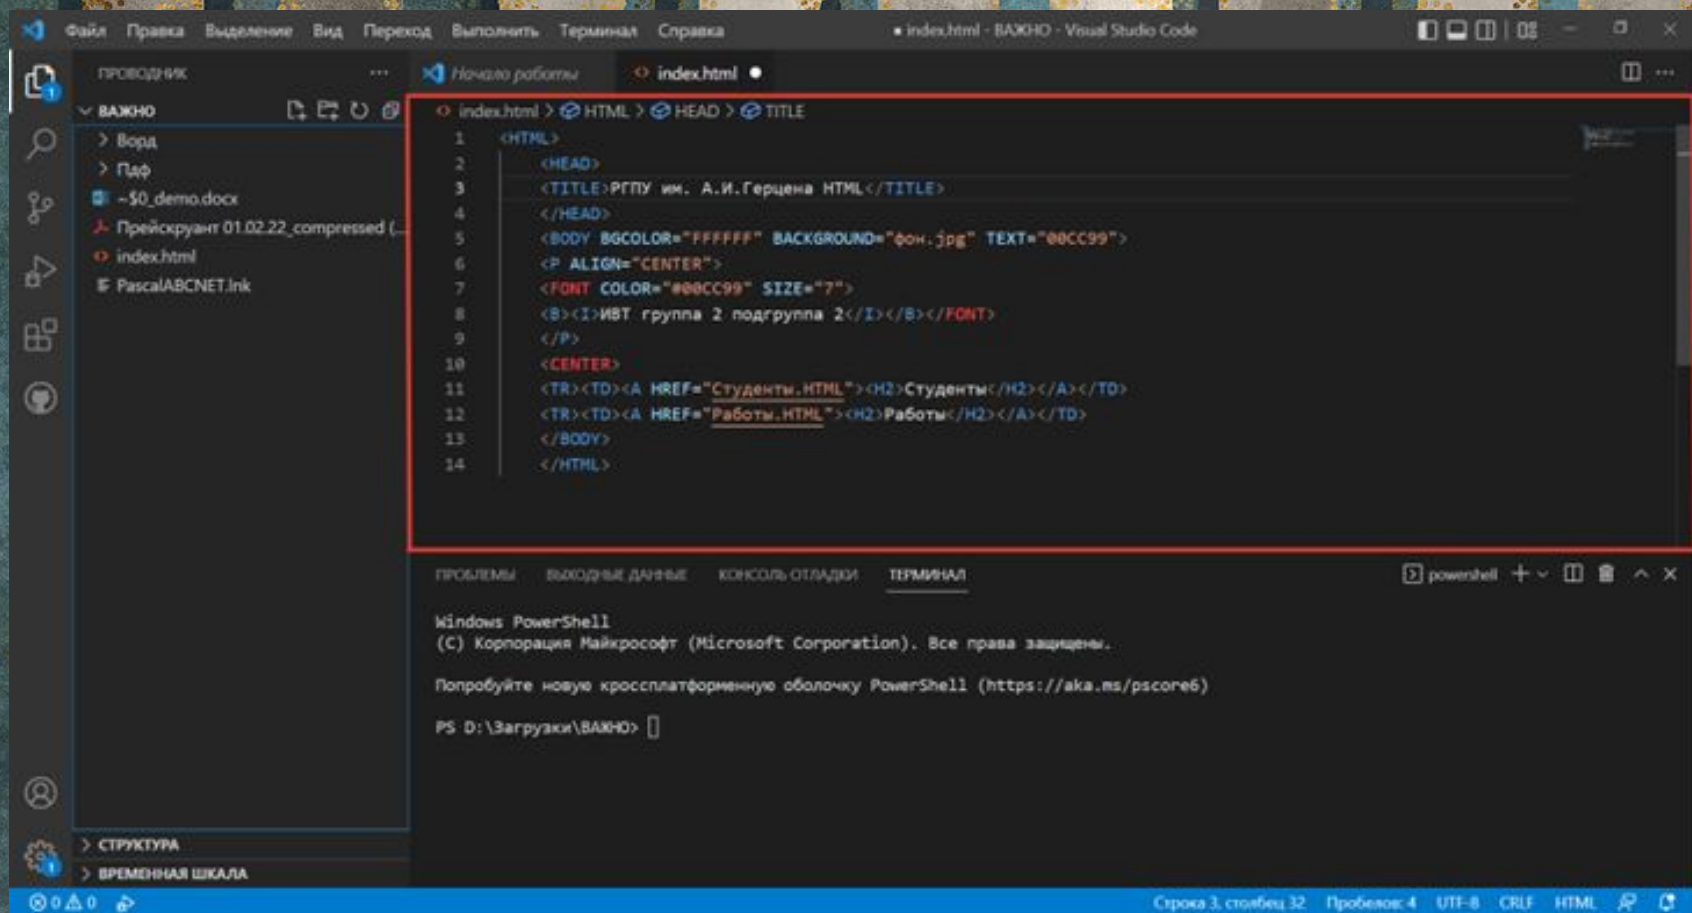 Файл Правка Выделение Вид Переход Выполнить Терминал Справка
● index.html - ВАЖНО - Visual Studio Code
ПРОВОДНИК
ВАЖНО
Ворд
Пдф
~$0_demo.docx
Прейскруант 01.02.22_compressed (...
index.html
PascalABCNET.lnk
СТРУКТУРА
ВРЕМЕННАЯ ШКАЛА
Начало работы
index.html ●
index.html > HTML > HEAD > TITLE
1 <HTML>
2 <HEAD>
3 <TITLE>РГПУ им. А.И.Герцена HTML</TITLE>
4 </HEAD>
5 <BODY BGCOLOR="FFFFFF" BACKGROUND="фон.jpg" TEXT="00CC99">
6 <P ALIGN="CENTER">
7 <FONT COLOR="#00CC99" SIZE="7">
8 <B><I>ИВТ группа 2 подгруппа 2</I></B></FONT>
9 </P>
10 <CENTER>
11 <TR><TD><A HREF="Студенты.HTML"><H2>Студенты</H2></A></TD>
12 <TR><TD><A HREF="Работы.HTML"><H2>Работы</H2></A></TD>
13 </BODY>
14 </HTML>
ПРОБЛЕМЫ ВЫХОДНЫЕ ДАННЫЕ КОНСОЛЬ ОТЛАДКИ ТЕРМИНАЛ
powershell
Windows PowerShell
(C) Корпорация Майкрософт (Microsoft Corporation). Все права защищены.
Попробуйте новую кроссплатформенную оболочку PowerShell (https://aka.ms/pscore6)
PS D:\Загрузки\ВАЖНО>
0 0
Строка 3, столбец 32 Пробелов: 4 UTF-8 CRLF HTML